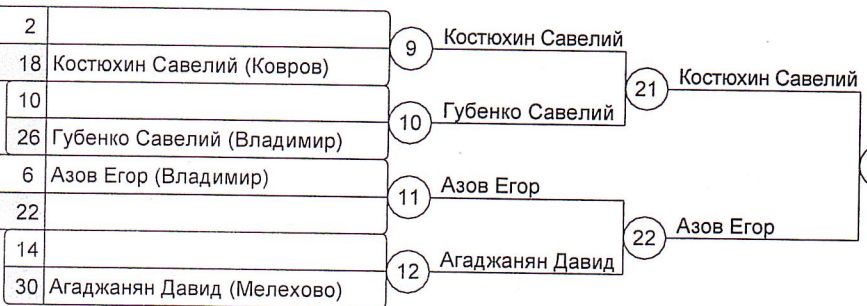 2
18 Костюхин Савелий (Ковров)
10
26 Губенко Савелий (Владимир)
6 Азов Егор (Владимир)
22
14
30 Агаджанян Давид (Мелехово)
9 Костюхин Савелий
10 Губенко Савелий
11 Азов Егор
12 Агаджанян Давид
21 Костюхин Савелий
22 Азов Егор